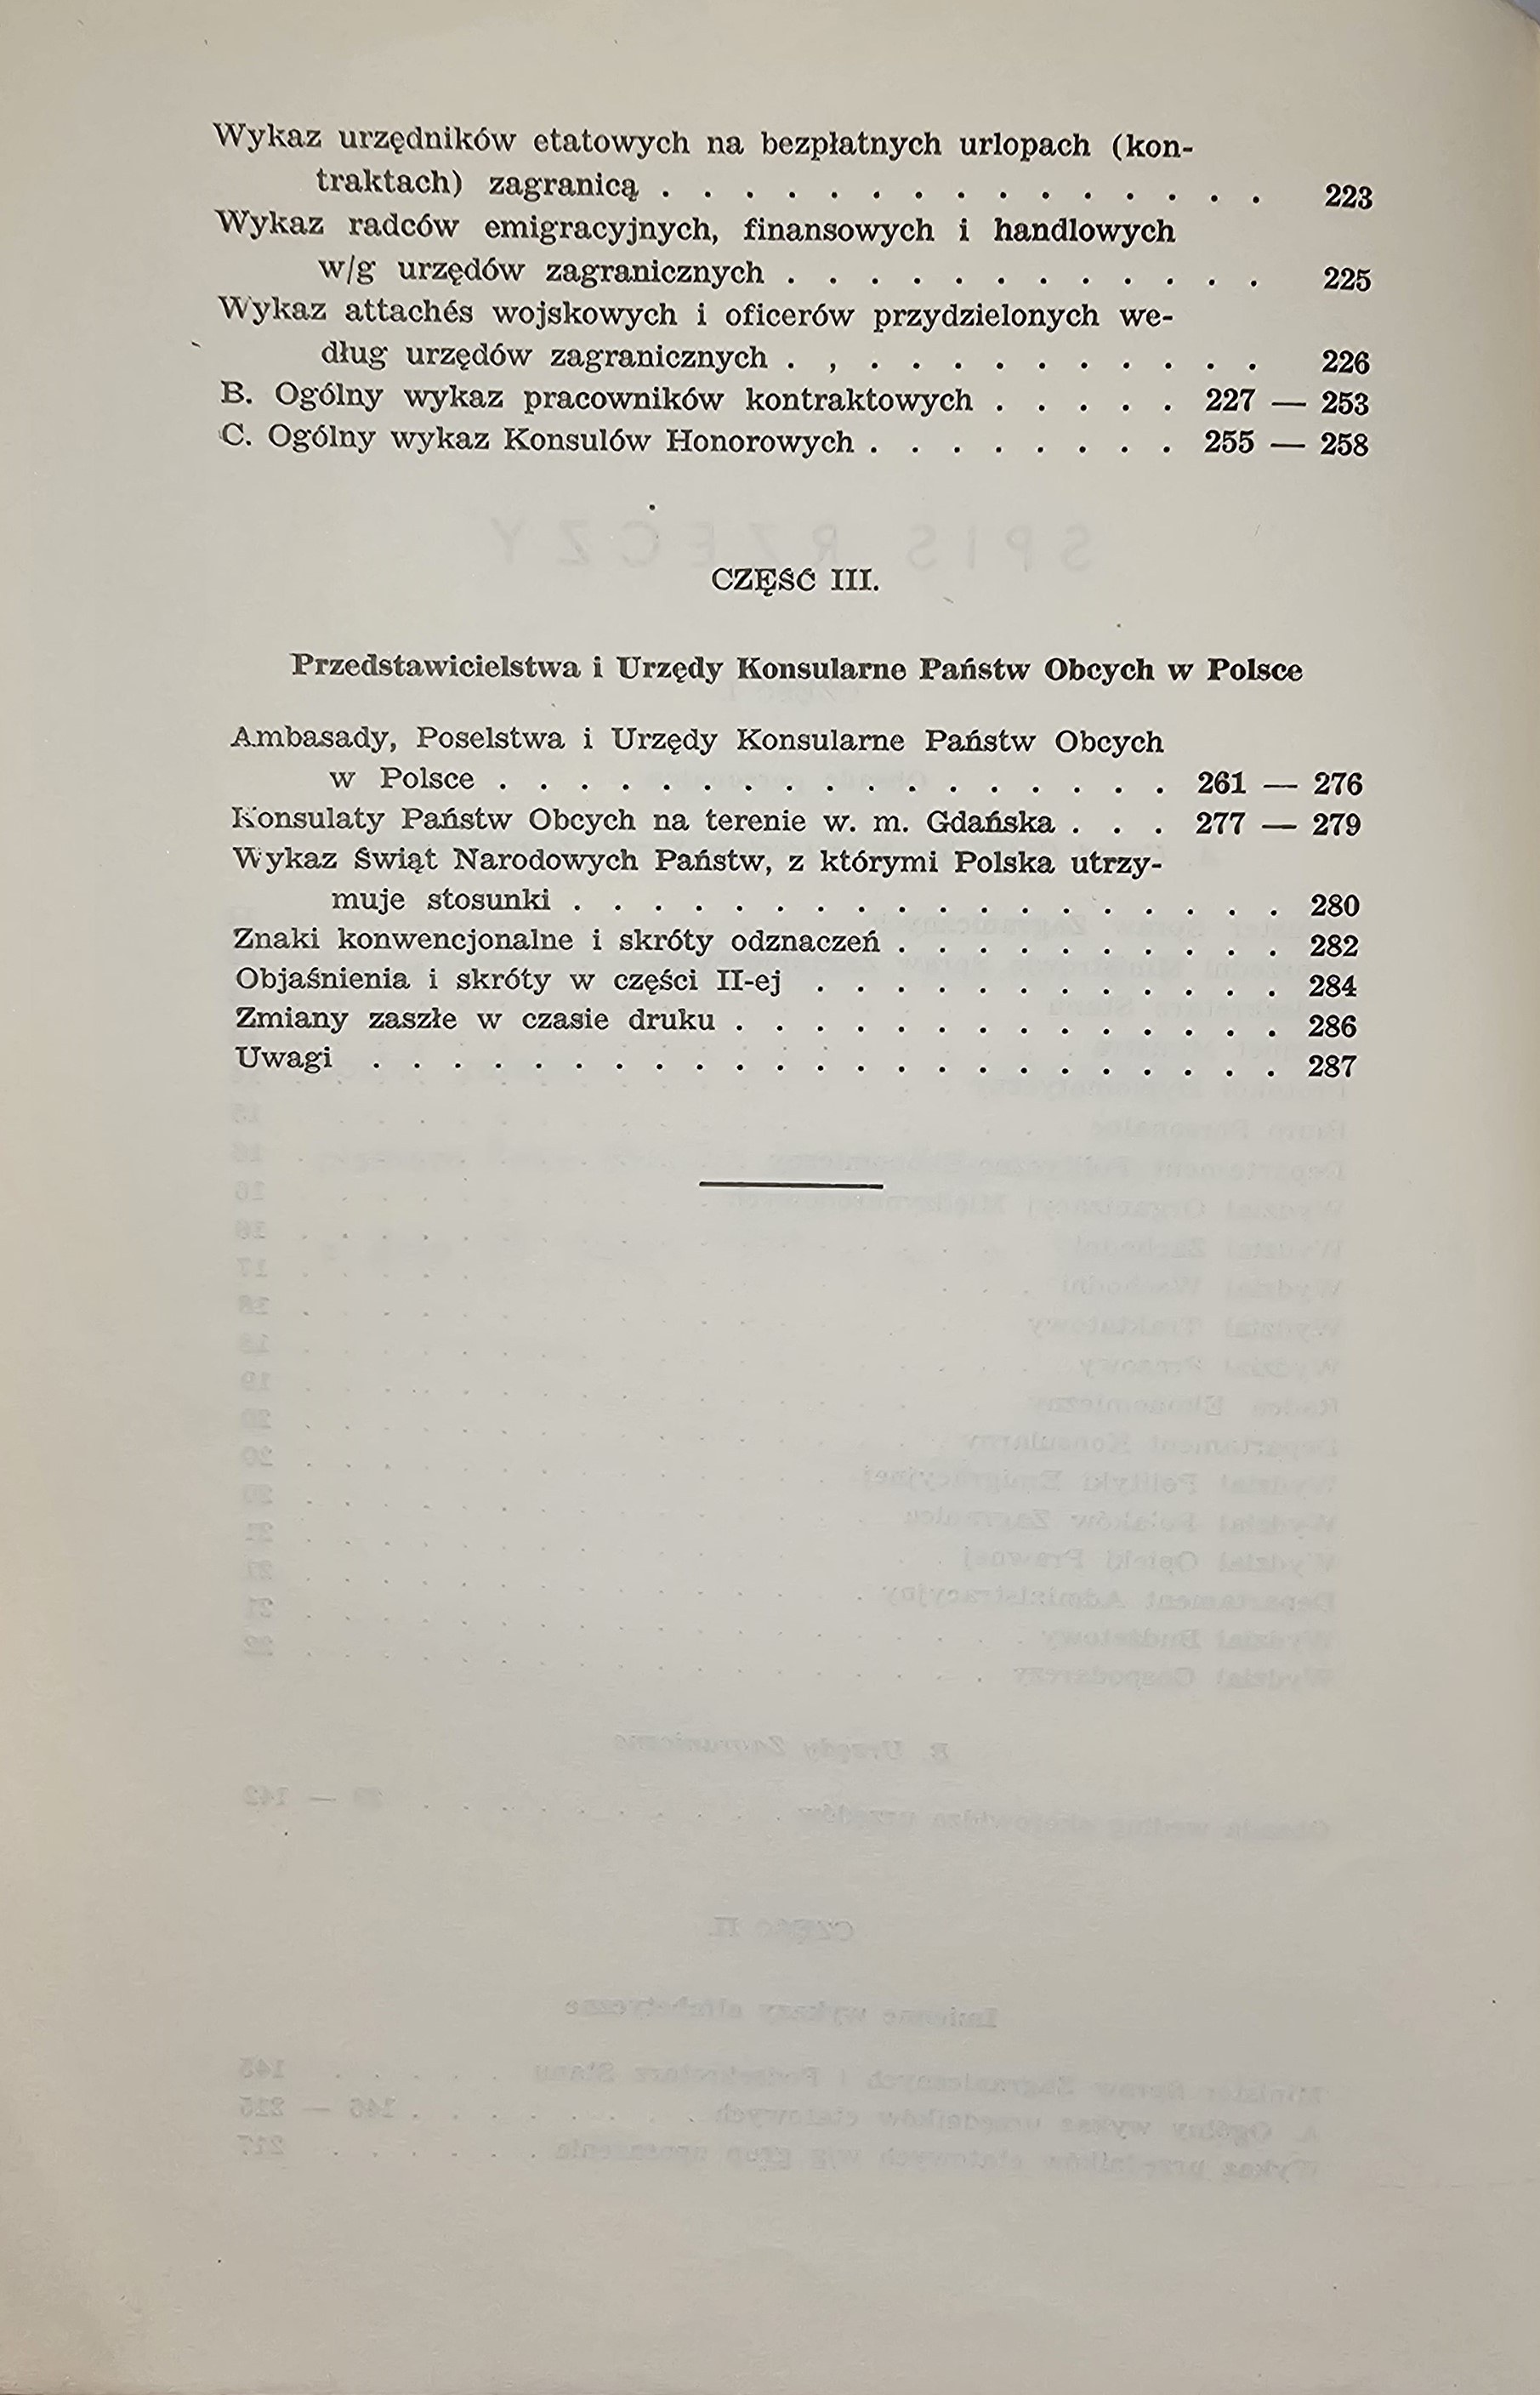 Wykaz urzędników etatowych na bezpłatnych urlopach (kon-
traktach) zagranicą . . . . . . . . . . . . . . . 223
Wykaz radców emigracyjnych, finansowych i handlowych
w/g urzędów zagranicznych . . . . . . . . . . . . 225
Wykaz attachés wojskowych i oficerów przydzielonych we-
dług urzędów zagranicznych . , . . . . . . . . . . 226
B. Ogólny wykaz pracowników kontraktowych . . . . . 227 — 253
C. Ogólny wykaz Konsulów Honorowych . . . . . . . . 255 — 258
CZĘŚĆ III.
Przedstawicielstwa i Urzędy Konsularne Państw Obcych w Polsce
Ambasady, Poselstwa i Urzędy Konsularne Państw Obcych
w Polsce . . . . . . . . . . . . . . . . . 261 — 276
Konsulaty Państw Obcych na terenie w. m. Gdańska . . . 277 — 279
Wykaz Świąt Narodowych Państw, z którymi Polska utrzy-
muje stosunki . . . . . . . . . . . . . . . . . . 280
Znaki konwencjonalne i skróty odznaczeń . . . . . . . . . . 282
Objaśnienia i skróty w części II-ej . . . . . . . . . . . . 284
Zmiany zaszłe w czasie druku . . . . . . . . . . . . . . 286
Uwagi . . . . . . . . . . . . . . . . . . . . . . . 287